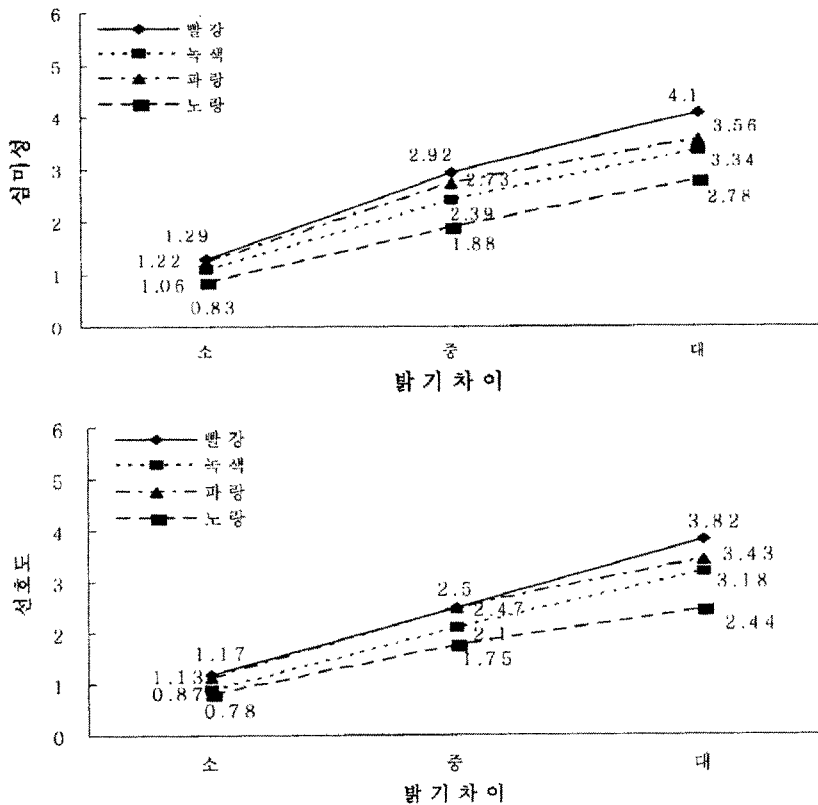 6
빨강
녹색
파랑
노랑
5
4
3
2
1
0
심미성
4.1
3.56
3.34
2.78
2.92
2.73
2.39
1.88
1.29
1.22
1.06
0.83
소
중
대
밝기차이
6
빨강
녹색
파랑
노랑
5
4
3
2
1
0
선호도
3.82
3.43
3.18
2.44
2.5
2.47
2.1
1.75
1.17
1.13
0.87
0.78
소
중
대
밝기차이